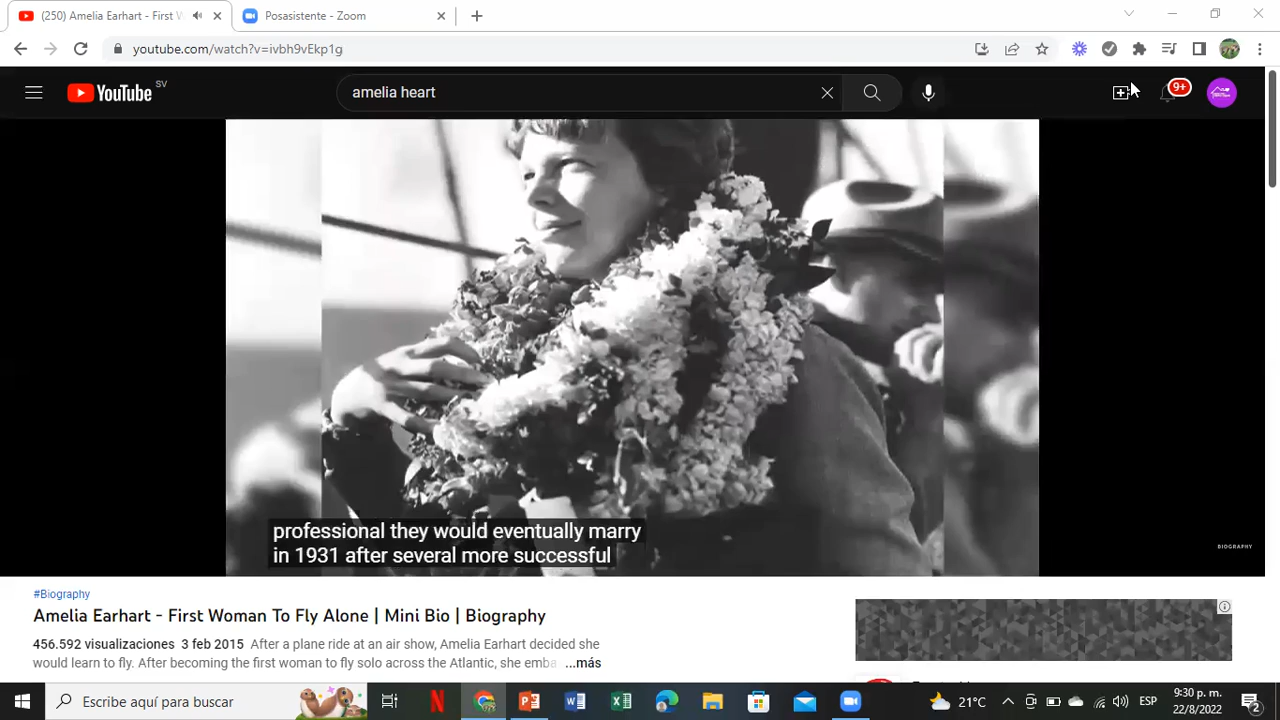 (250) Amelia Earhart - First W
Posasistente - Zoom
youtube.com/watch?v=ivbh9vEkp1g
YouTube SV
amelia heart
9+
professional they would eventually marry
in 1931 after several more successful
BIOGRAPHY
#Biography
Amelia Earhart - First Woman To Fly Alone | Mini Bio | Biography
456.592 visualizaciones 3 feb 2015 After a plane ride at an air show, Amelia Earhart decided she
would learn to fly. After becoming the first woman to fly solo across the Atlantic, she emba ...más
Escribe aquí para buscar
21°C
ESP
9:30 p. m.
22/8/2022
2